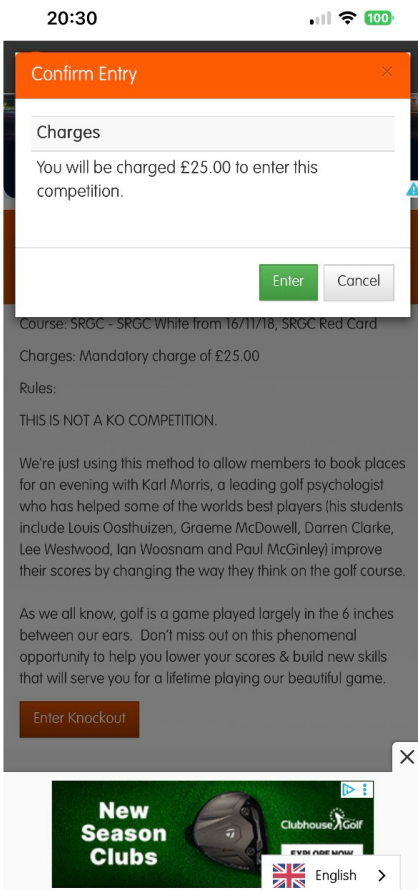 20:30
100
Confirm Entry
Charges
You will be charged £25.00 to enter this
competition.
Enter
Cancel
Course: SRGC - SRGC White from 16/11/18, SRGC Red Card
Charges: Mandatory charge of £25.00
Rules:
THIS IS NOT A KO COMPETITION.
We're just using this method to allow members to book places
for an evening with Karl Morris, a leading golf psychologist
who has helped some of the worlds best players (his students
include Louis Oosthuizen, Graeme McDowell, Darren Clarke,
Lee Westwood, Ian Woosnam and Paul McGinley) improve
their scores by changing the way they think on the golf course.
As we all know, golf is a game played largely in the 6 inches
between our ears. Don't miss out on this phenomenal
opportunity to help you lower your scores & build new skills
that will serve you for a lifetime playing our beautiful game.
Enter Knockout
New
Season
Clubs
Clubhouse Golf
EXPLORE NOW
English